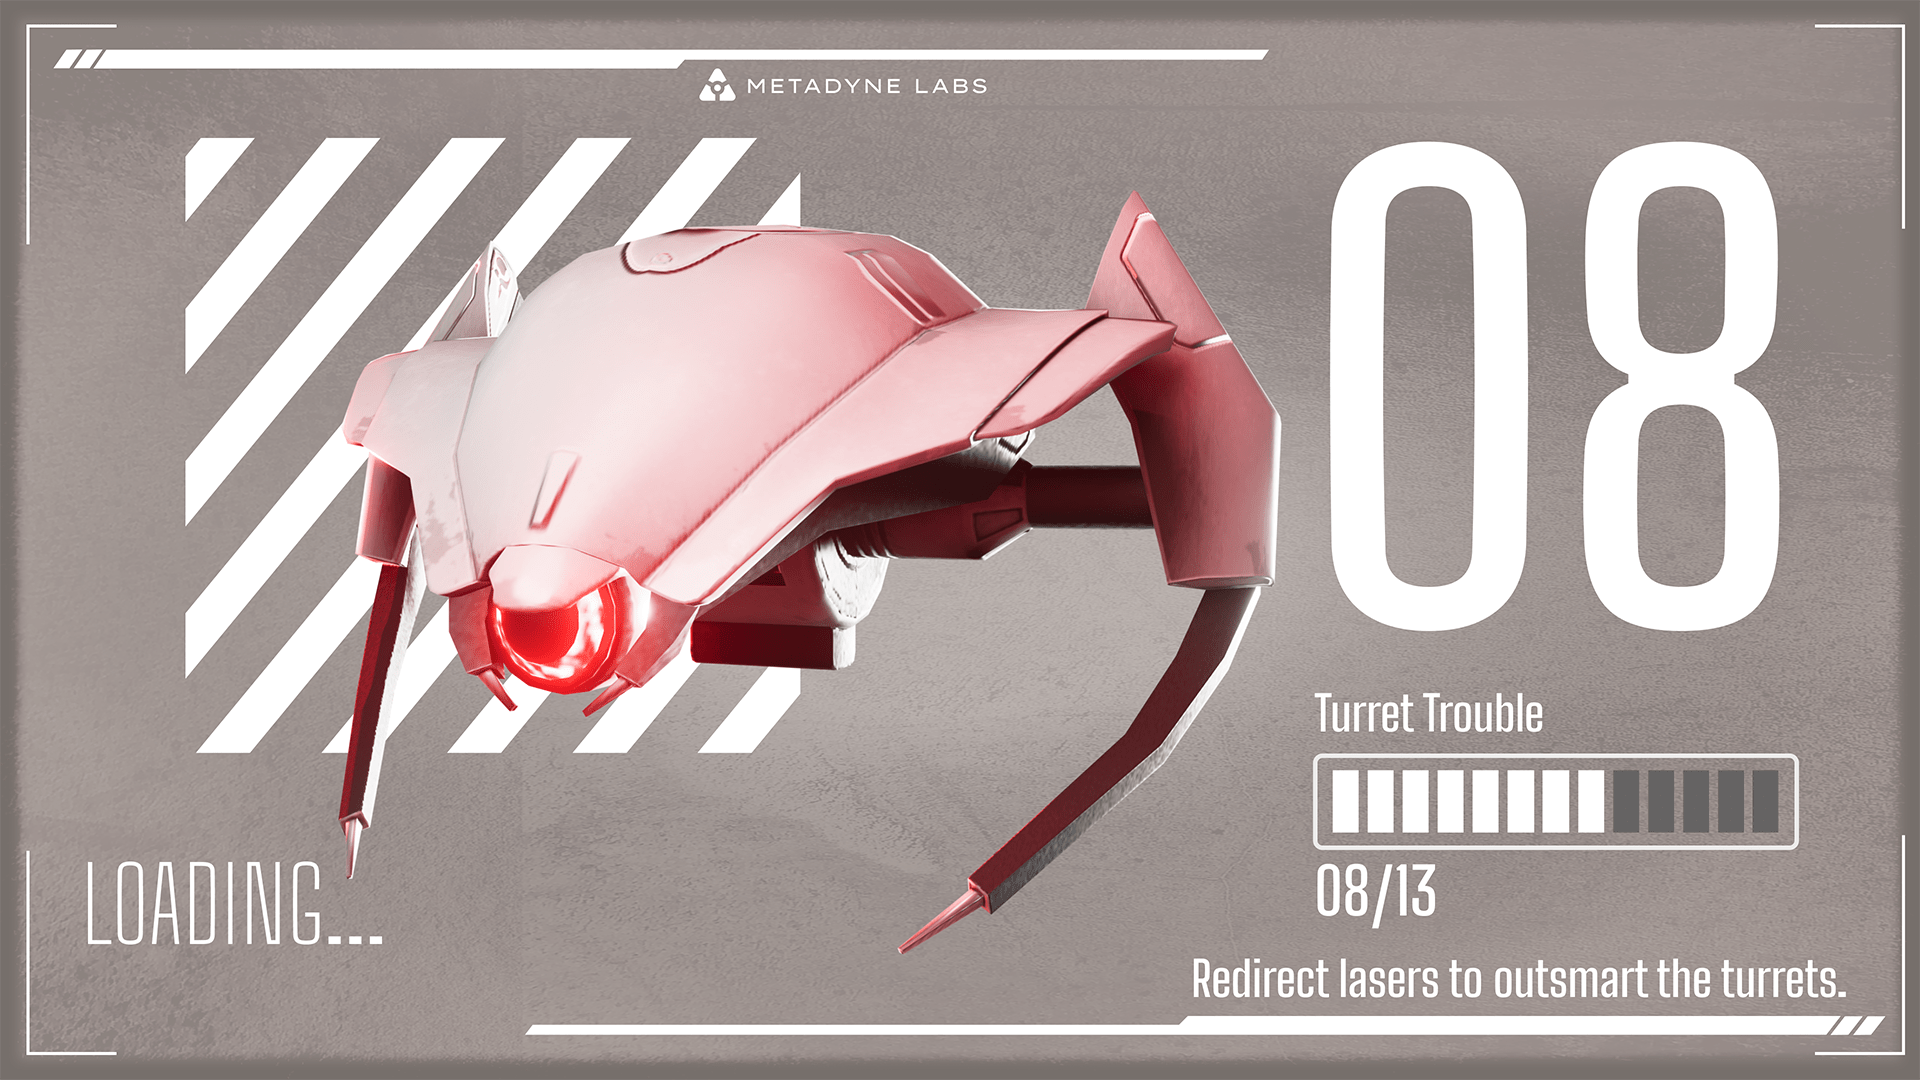 METADYNE LABS
08
Turret Trouble
08/13
LOADING...
Redirect lasers to outsmart the turrets.